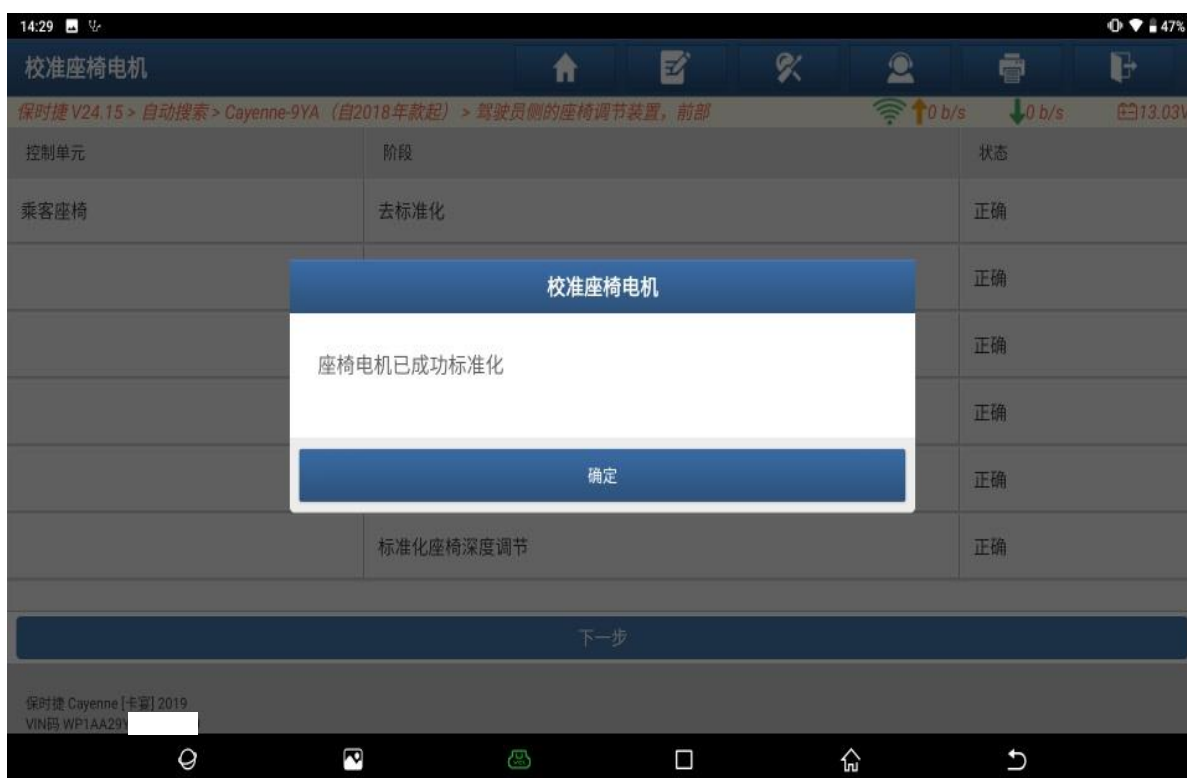 14:29 47%
校准座椅电机
保时捷 V24.15 > 自动搜索 > Cayenne-9YA（自2018年款起）> 驾驶员侧的座椅调节装置，前部 0 b/s 0 b/s 13.03V
控制单元 阶段 状态
乘客座椅 去标准化 正确
正确
校准座椅电机
座椅电机已成功标准化
正确
正确
正确
确定
标准化座椅深度调节 正确
下一步
保时捷 Cayenne [卡宴] 2019
VIN码 WP1AA29Y